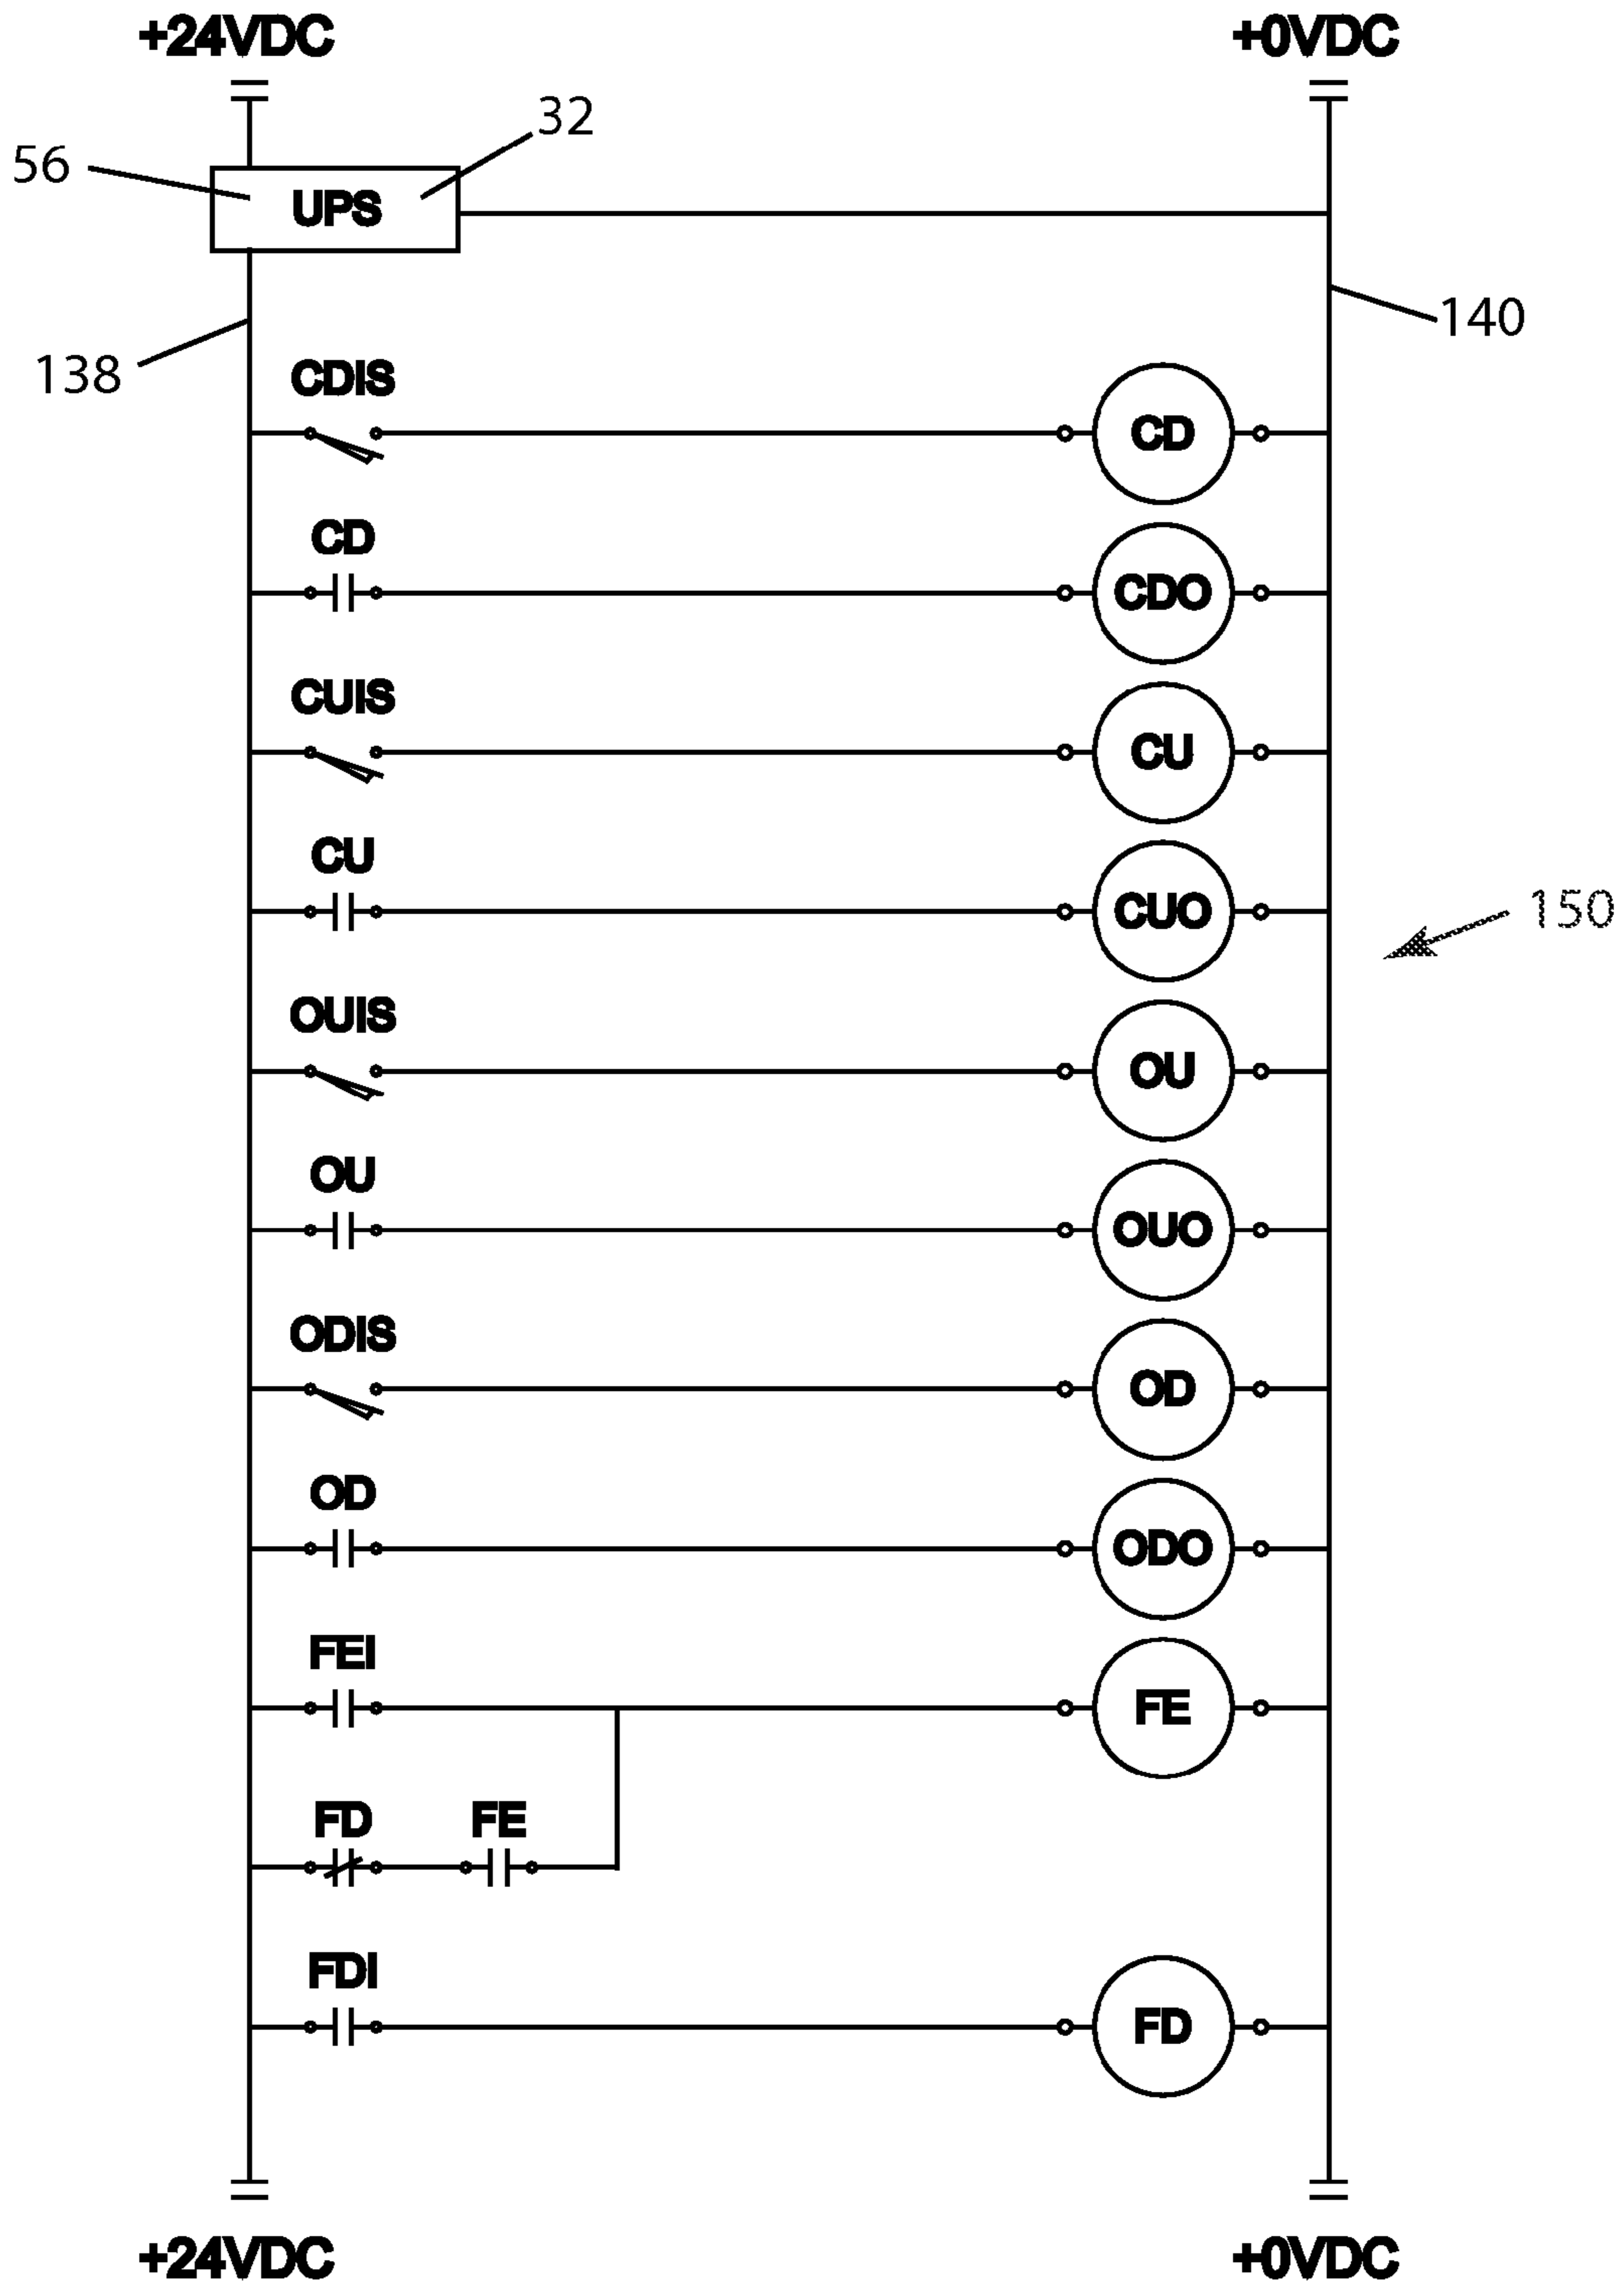 +24VDC +0VDC
32
56
UPS
140
138
CDIS
CD
CD
CDO
CUIS
CU
CU
CUO
150
OUIS
OU
OU
OUO
ODIS
OD
OD
ODO
FEI
FE
FD FE
FDI
FD
+24VDC +0VDC